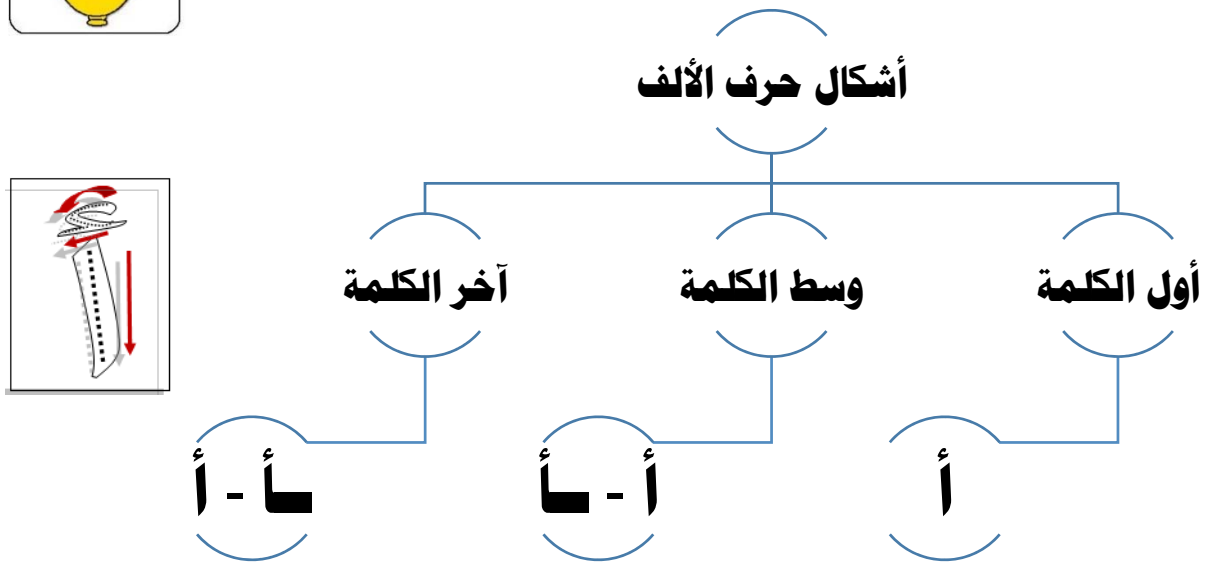 أشكال حرف الألف
أول الكلمة
وسط الكلمة
آخر الكلمة
أ
أ - ـأ
ـأ - أ